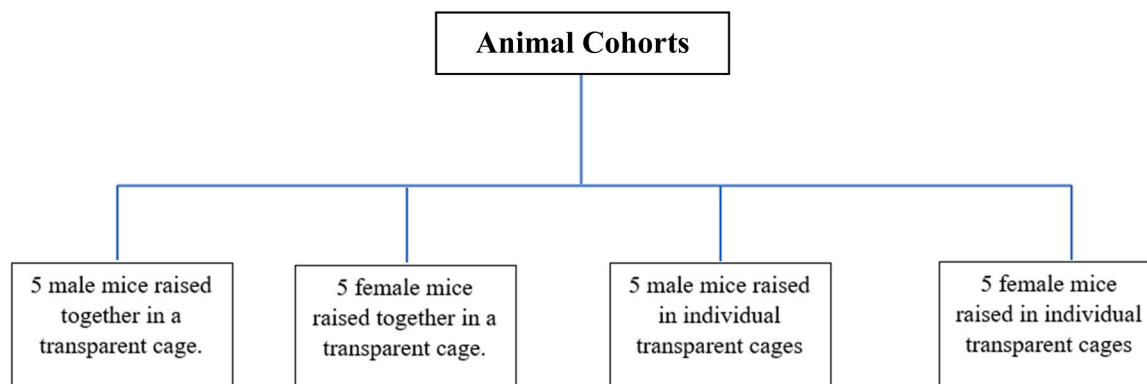 Animal Cohorts
5 male mice raised
together in a
transparent cage.
5 female mice
raised together in a
transparent cage.
5 male mice raised
in individual
transparent cages
5 female mice
raised in individual
transparent cages